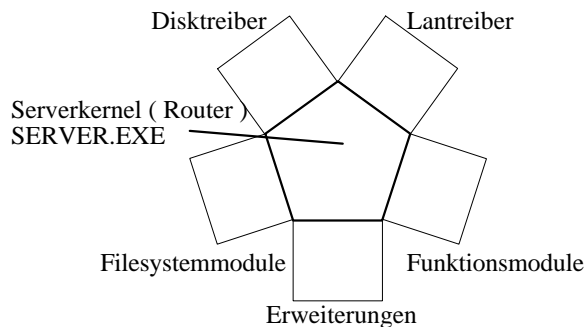 Disktreiber
Lantreiber
Serverkernel ( Router )
SERVER.EXE
Filesystemmodule
Funktionsmodule
Erweiterungen